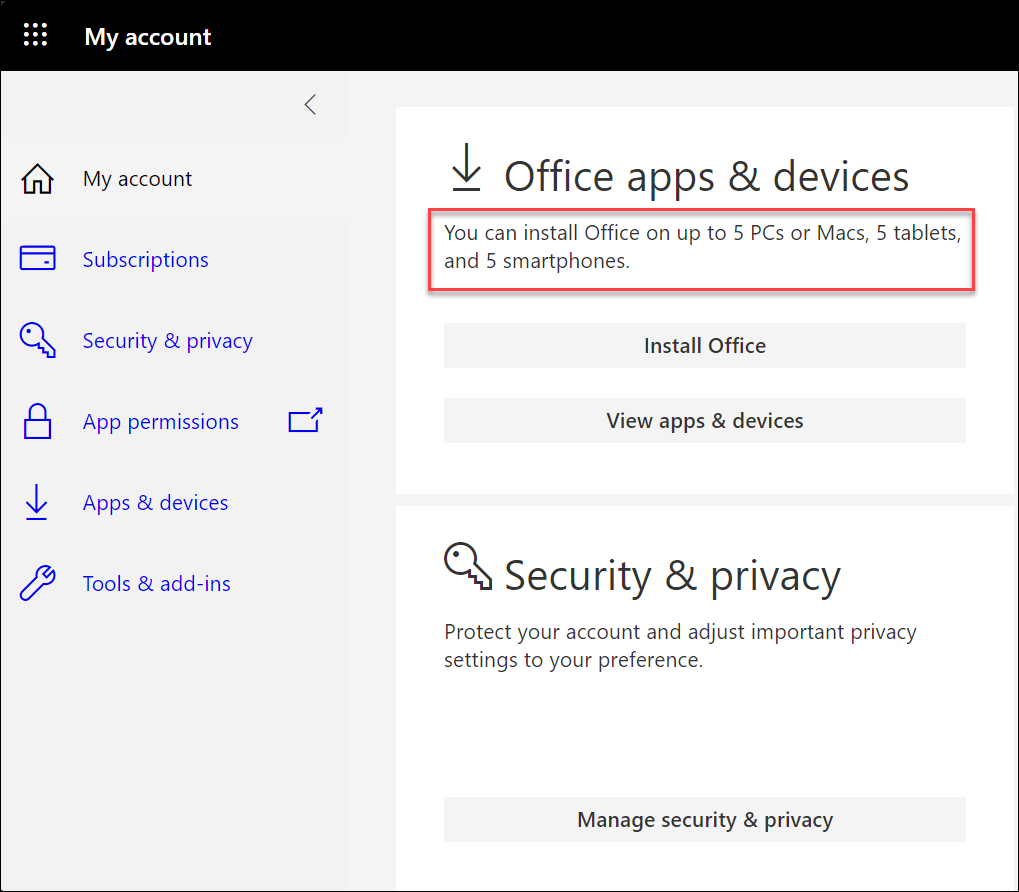 My account
My account
Subscriptions
Security & privacy
App permissions
Apps & devices
Tools & add-ins
Office apps & devices
You can install Office on up to 5 PCs or Macs, 5 tablets,
and 5 smartphones.
Install Office
View apps & devices
Security & privacy
Protect your account and adjust important privacy
settings to your preference.
Manage security & privacy